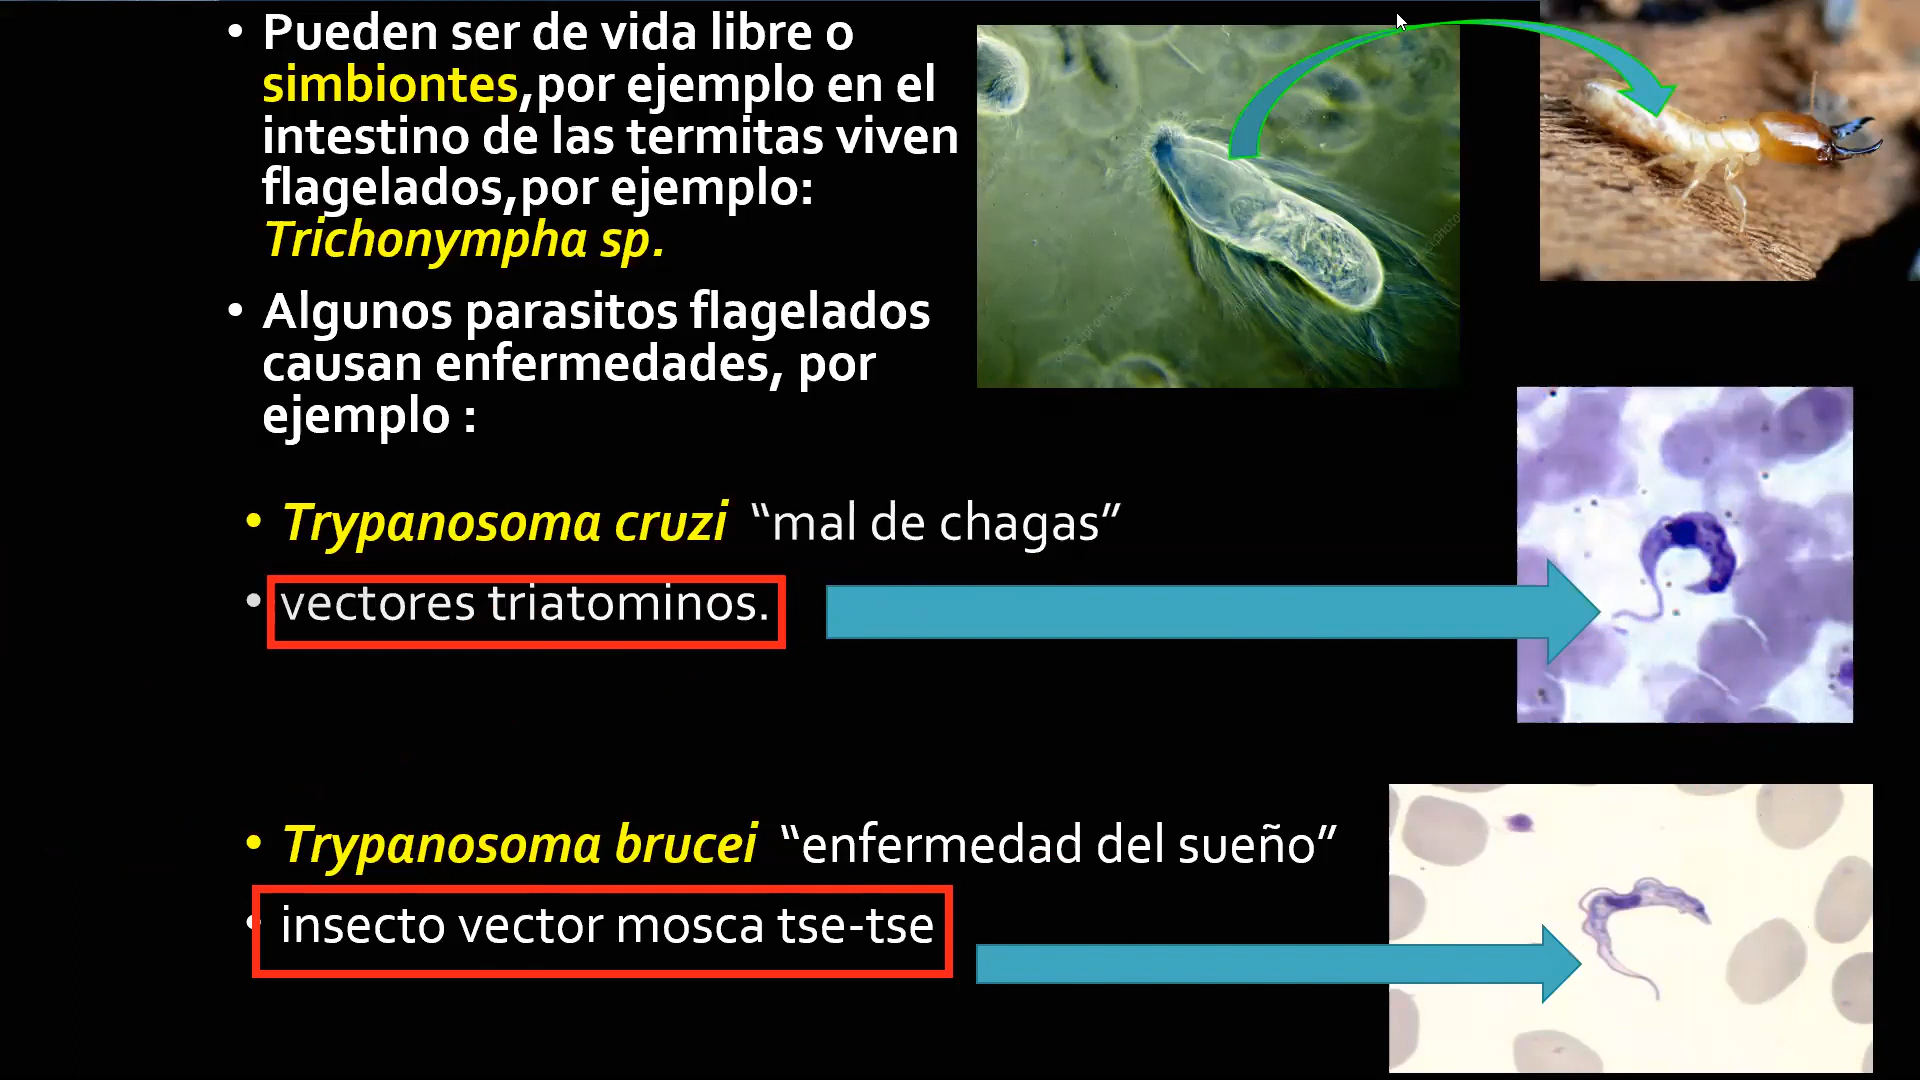 • Pueden ser de vida libre o
simbiontes,por ejemplo en el
intestino de las termitas viven
flagelados,por ejemplo:
Trichonympha sp.
• Algunos parasitos flagelados
causan enfermedades, por
ejemplo :
• Trypanosoma cruzi “mal de chagas”
• vectores triatominos.
• Trypanosoma brucei “enfermedad del sueño”
• insecto vector mosca tse-tse